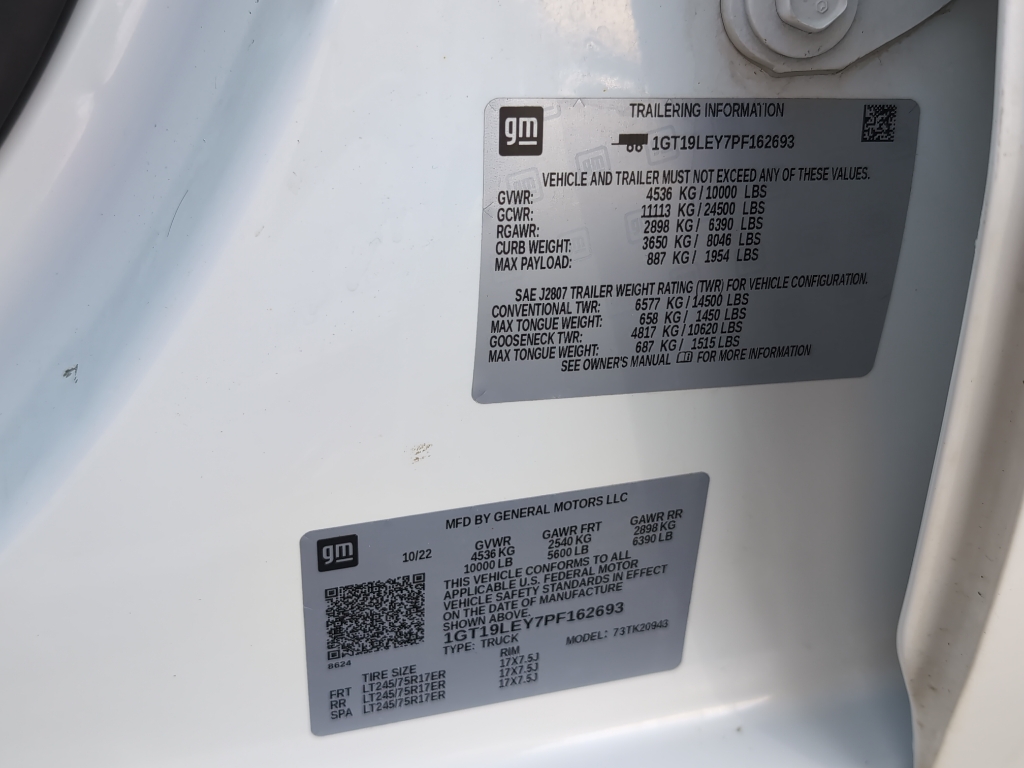 gm
TRAILERING INFORMATION
1GT19LEY7PF162693
VEHICLE AND TRAILER MUST NOT EXCEED ANY OF THESE VALUES.
GVWR: 4536 KG/10000 LBS
GCWR: 11113 KG/24500 LBS
RGAWR: 2898 KG/ 6390 LBS
CURB WEIGHT: 3650 KG/ 8046 LBS
MAX PAYLOAD: 887 KG/ 1954 LBS
SAE J2807 TRAILER WEIGHT RATING (TWR) FOR VEHICLE CONFIGURATION.
CONVENTIONAL TWR: 6577 KG/14500 LBS
MAX TONGUE WEIGHT: 658 KG/ 1450 LBS
GOOSENECK TWR: 4817 KG/10620 LBS
MAX TONGUE WEIGHT: 687 KG/ 1515 LBS
SEE OWNER'S MANUAL FOR MORE INFORMATION
gm
MFD BY GENERAL MOTORS LLC
10/22 GVWR GAWR FRT GAWR RR
4536 KG 2540 KG 2898 KG
10000 LB 5600 LB 6390 LB
THIS VEHICLE CONFORMS TO ALL
APPLICABLE U.S. FEDERAL MOTOR
VEHICLE SAFETY STANDARDS IN EFFECT
ON THE DATE OF MANUFACTURE
SHOWN ABOVE.
1GT19LEY7PF162693
TYPE: TRUCK MODEL: 73TK20943
8624
TIRE SIZE RIM
FRT LT245/75R17ER 17X7.5J
RR LT245/75R17ER 17X7.5J
SPA LT245/75R17ER 17X7.5J